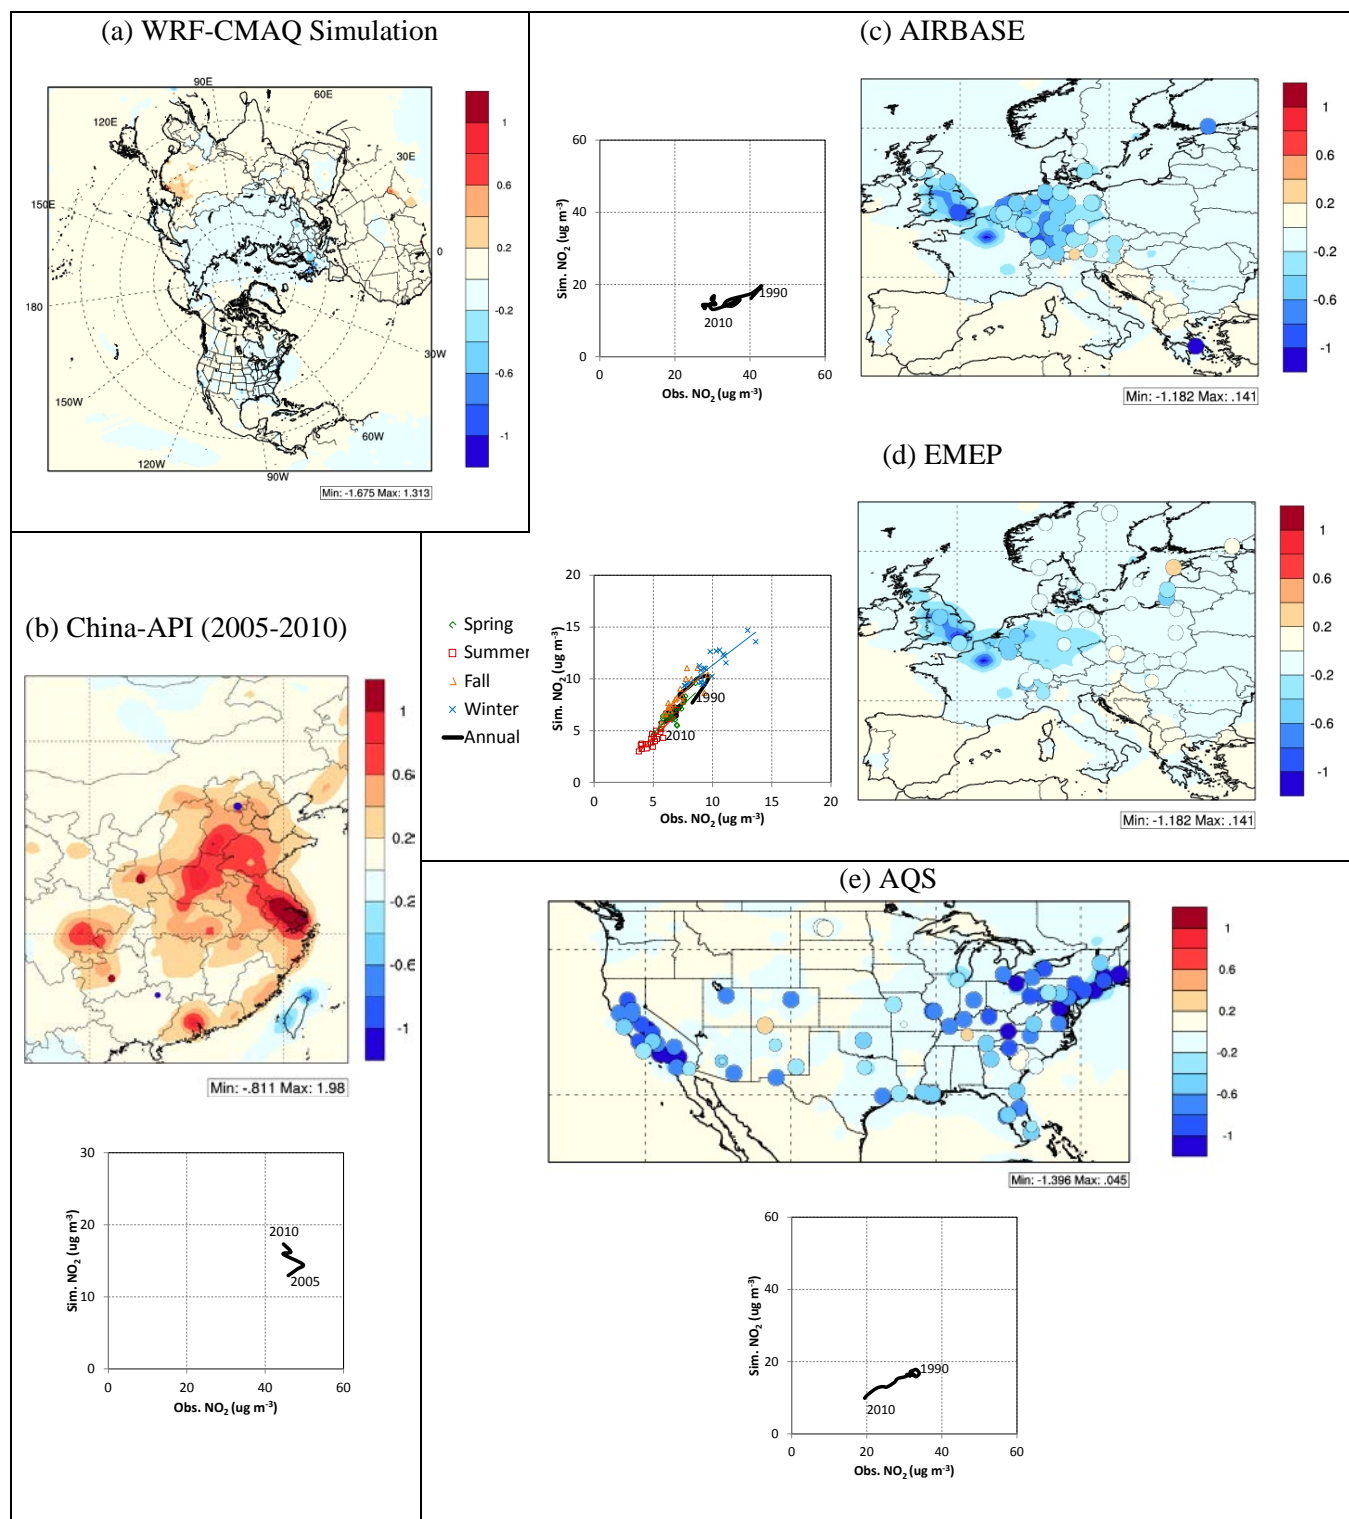 (a) WRF-CMAQ Simulation
90E
60E
120E
30E
150E
0
180
30W
150W
60W
120W
90W
1
0.6
0.2
-0.2
-0.6
-1
Min: -1.675 Max: 1.313
(b) China-API (2005-2010)
1
0.6
0.2
-0.2
-0.6
-1
Min: -.811 Max: 1.98
30
20
10
0
Sim. NO2 (ug m-3)
2010
2005
0 20 40 60
Obs. NO2 (ug m-3)
(c) AIRBASE
60
40
20
0
Sim. NO2 (ug m-3)
1990
2010
0 20 40 60
Obs. NO2 (ug m-3)
1
0.6
0.2
-0.2
-0.6
-1
Min: -1.182 Max: .141
(d) EMEP
Spring
Summer
Fall
Winter
Annual
20
15
10
5
0
Sim. NO2 (ug m-3)
1990
2010
0 5 10 15 20
Obs. NO2 (ug m-3)
1
0.6
0.2
-0.2
-0.6
-1
Min: -1.182 Max: .141
(e) AQS
1
0.6
0.2
-0.2
-0.6
-1
Min: -1.396 Max: .045
60
40
20
0
Sim. NO2 (ug m-3)
1990
2010
0 20 40 60
Obs. NO2 (ug m-3)